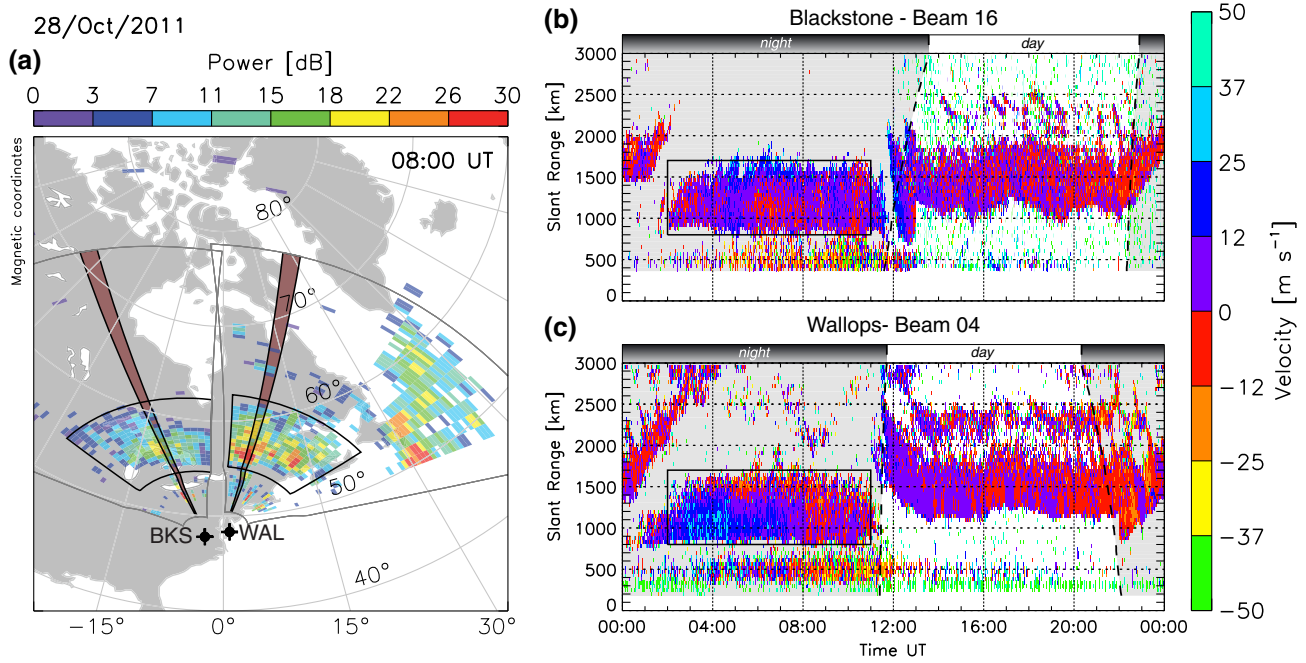 28/Oct/2011
(a)
Power [dB]
0 3 7 11 15 18 22 26 30
Magnetic coordinates
08:00 UT
80°
70°
60°
50°
40°
BKS
WAL
−15° 0° 15° 30°
(b)
Blackstone - Beam 16
night day
Slant Range [km]
3000
2500
2000
1500
1000
500
0
(c)
Wallops- Beam 04
night day
Slant Range [km]
3000
2500
2000
1500
1000
500
0
00:00 04:00 08:00 12:00 16:00 20:00 00:00
Time UT
50
37
25
12
0
−12
−25
−37
−50
Velocity [m s⁻¹]